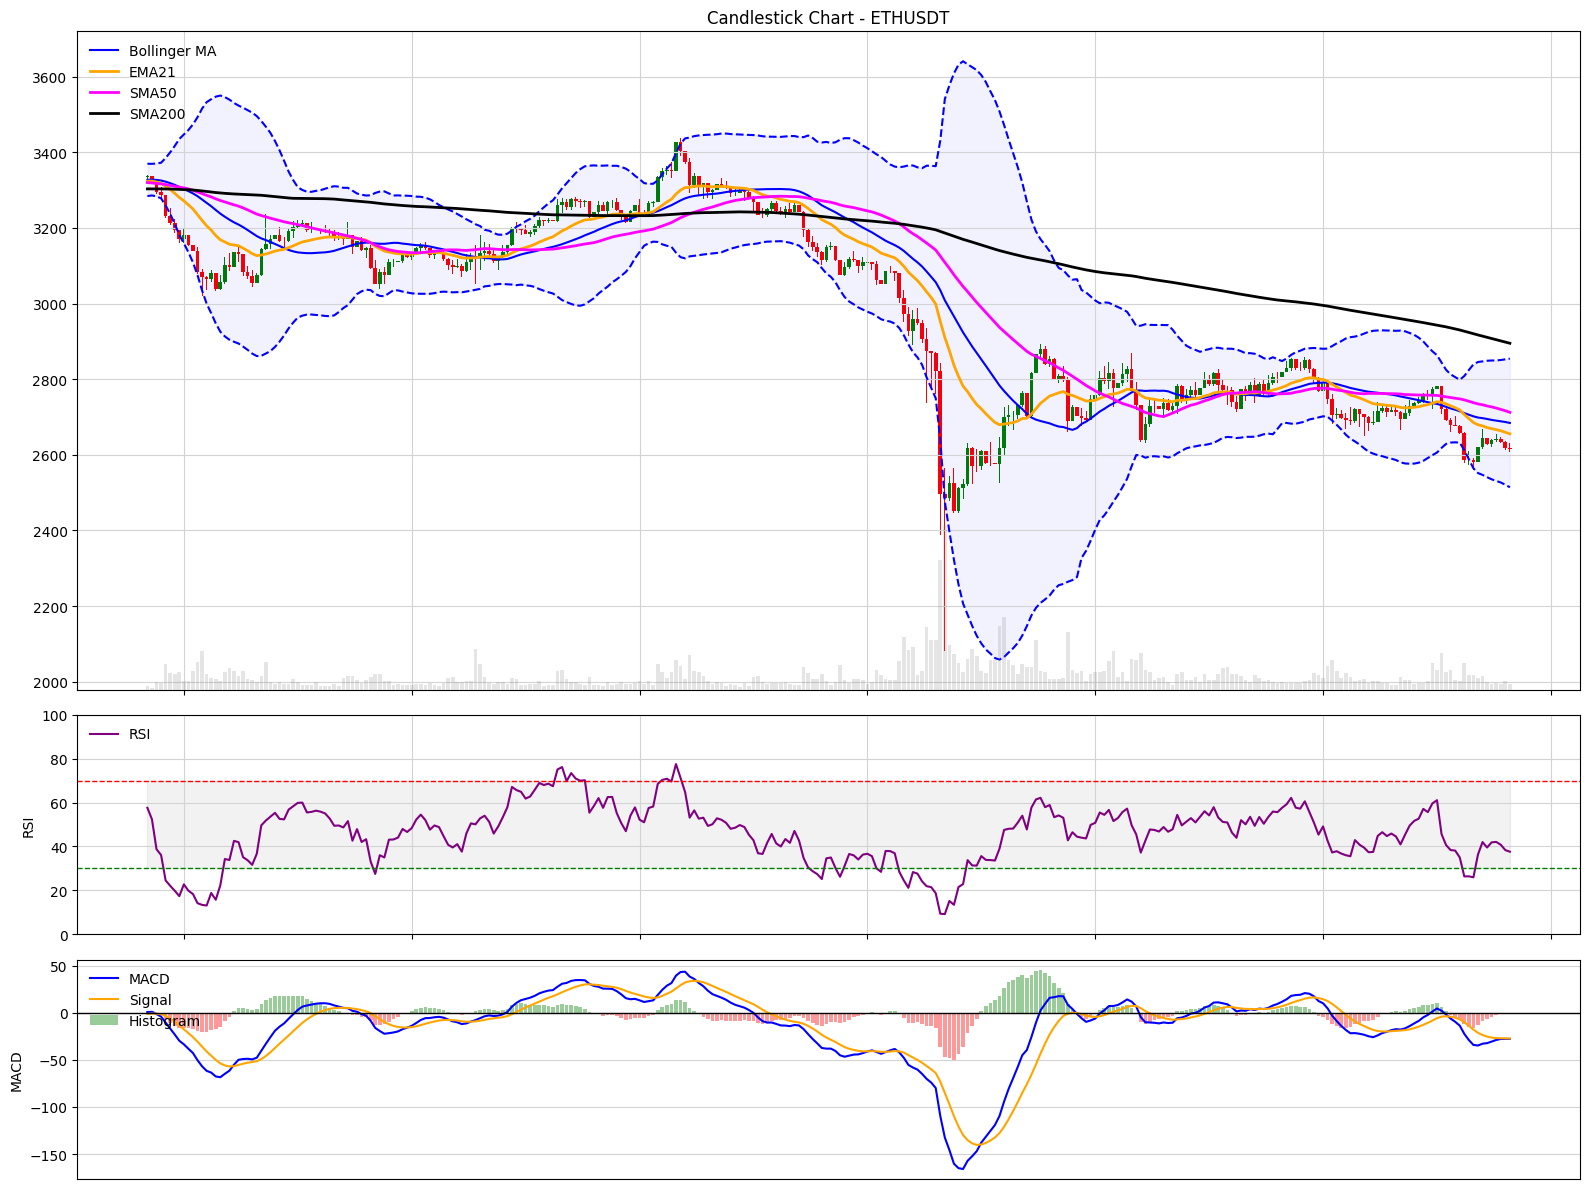 Candlestick Chart - ETHUSDT
Bollinger MA
EMA21
SMA50
SMA200
3600
3400
3200
3000
2800
2600
2400
2200
2000
100
80
60
40
20
0
RSI
RSI
50
0
−50
−100
−150
MACD
MACD
Signal
Histogram